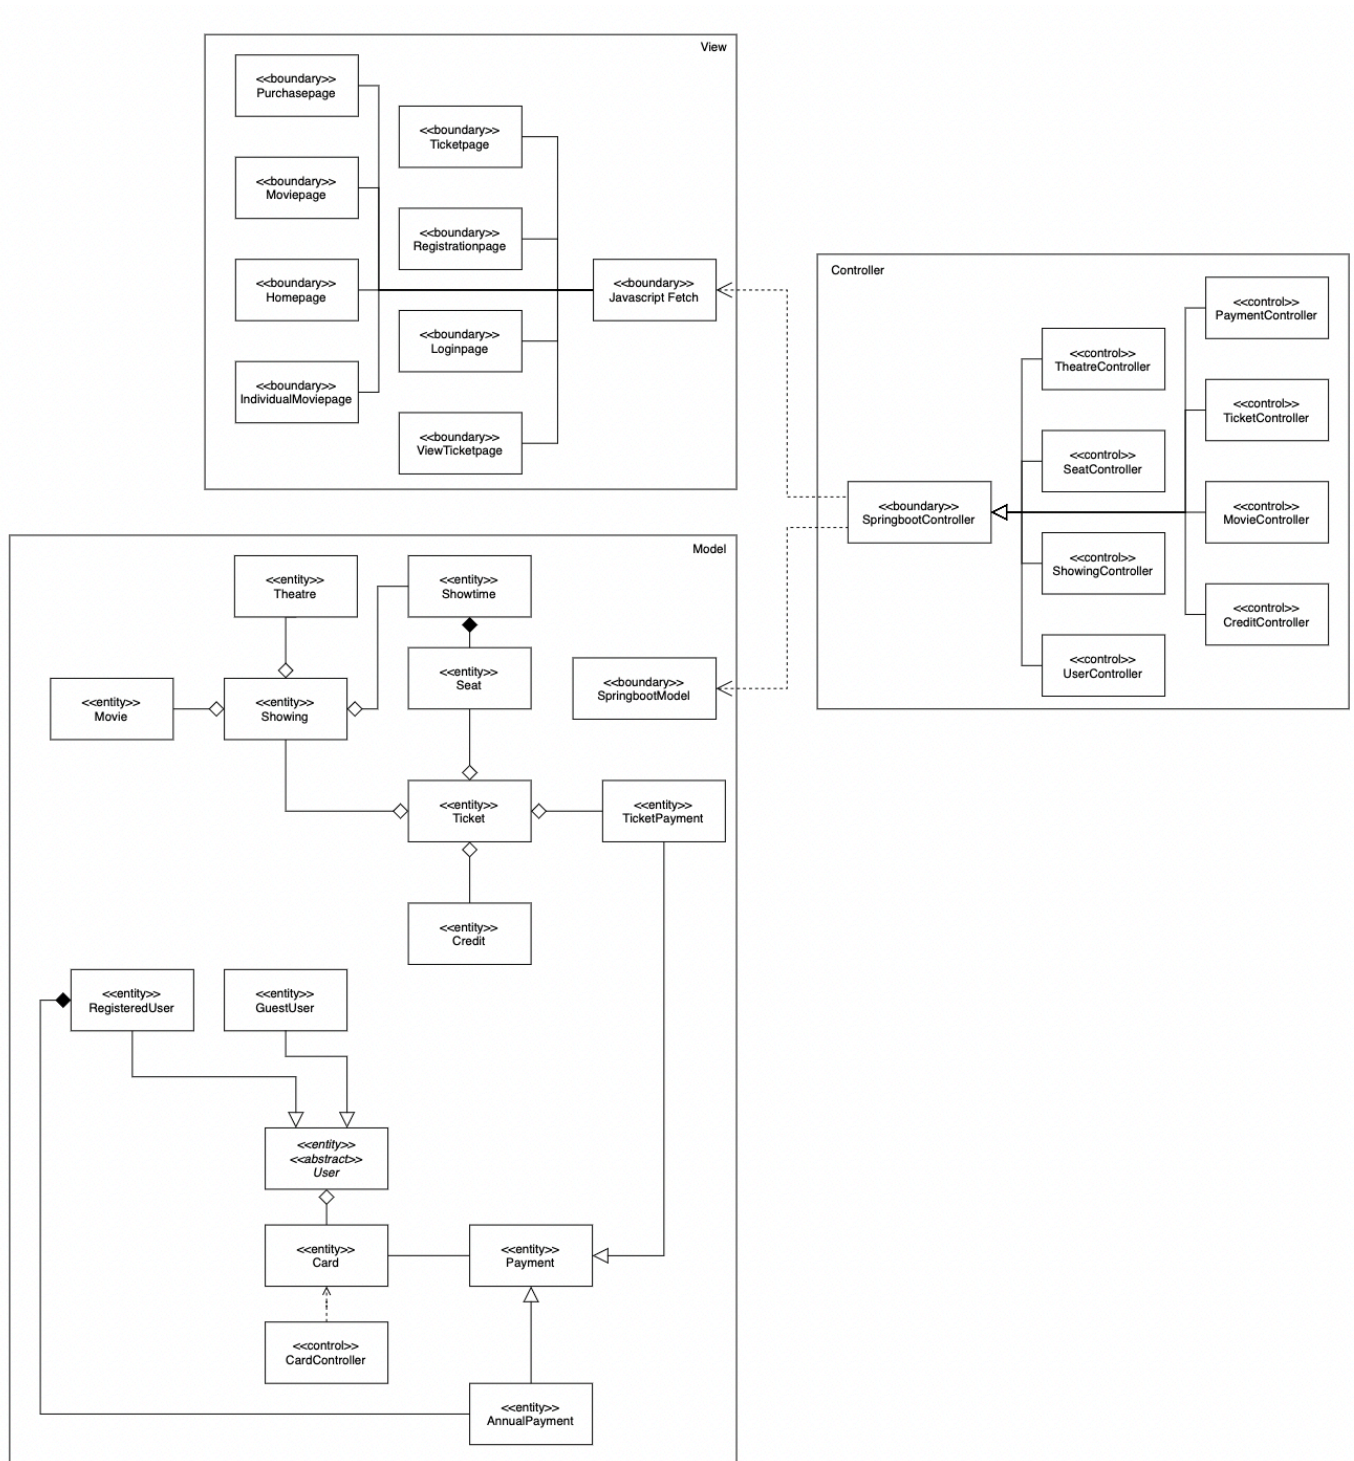 View
<<boundary>>
Purchasepage
<<boundary>>
Ticketpage
<<boundary>>
Moviepage
<<boundary>>
Registrationpage
<<boundary>>
Homepage
<<boundary>>
Javascript Fetch
<<boundary>>
Loginpage
<<boundary>>
IndividualMoviepage
<<boundary>>
ViewTicketpage
Controller
<<control>>
PaymentController
<<control>>
TheatreController
<<control>>
TicketController
<<control>>
SeatController
<<boundary>>
SpringbootController
<<control>>
MovieController
<<control>>
ShowingController
<<control>>
CreditController
<<control>>
UserController
Model
<<entity>>
Theatre
<<entity>>
Showtime
<<entity>>
Seat
<<boundary>>
SpringbootModel
<<entity>>
Movie
<<entity>>
Showing
<<entity>>
Ticket
<<entity>>
TicketPayment
<<entity>>
Credit
<<entity>>
RegisteredUser
<<entity>>
GuestUser
<<entity>>
<<abstract>>
User
<<entity>>
Card
<<entity>>
Payment
<<control>>
CardController
<<entity>>
AnnualPayment